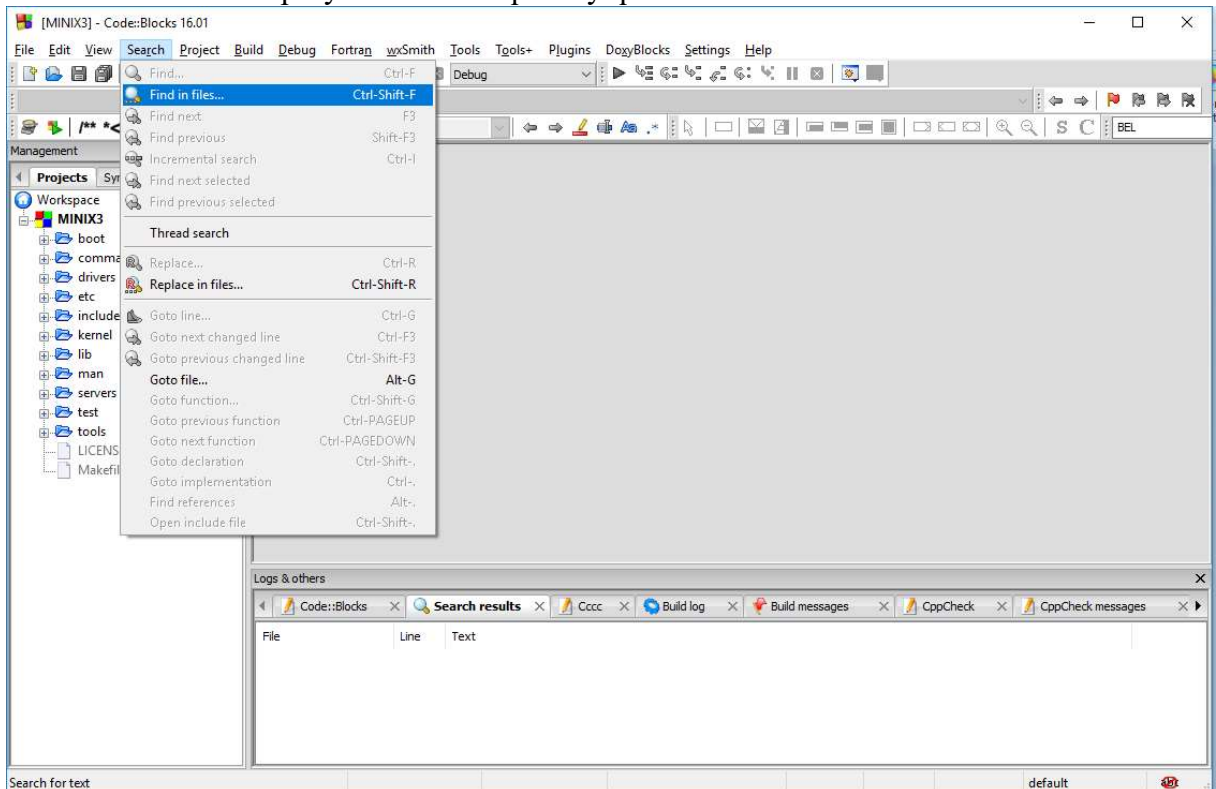 [MINIX3] - Code::Blocks 16.01
File Edit View Search Project Build Debug Fortran wxSmith Tools Tools+ Plugins DoxyBlocks Settings Help
Debug
/** *<
BEL
S C
Management
Projects
Workspace
MINIX3
boot
drivers
etc
include
kernel
lib
man
servers
test
tools
Find... Ctrl-F
Find in files... Ctrl-Shift-F
Find next F3
Find previous Shift-F3
Incremental search Ctrl-I
Find next selected
Find previous selected
Thread search
Replace... Ctrl-R
Replace in files... Ctrl-Shift-R
Goto line... Ctrl-G
Goto next changed line Ctrl-F3
Goto previous changed line Ctrl-Shift-F3
Goto file... Alt-G
Goto function... Ctrl-Shift-G
Goto previous function Ctrl-PAGEUP
Goto next function Ctrl-PAGEDOWN
Goto declaration Ctrl-Shift-.
Goto implementation Ctrl-.
Find references Alt-.
Open include file Ctrl-Shift-.
Logs & others
Code::Blocks Search results Cccc Build log Build messages CppCheck CppCheck messages
File Line Text
Search for text default